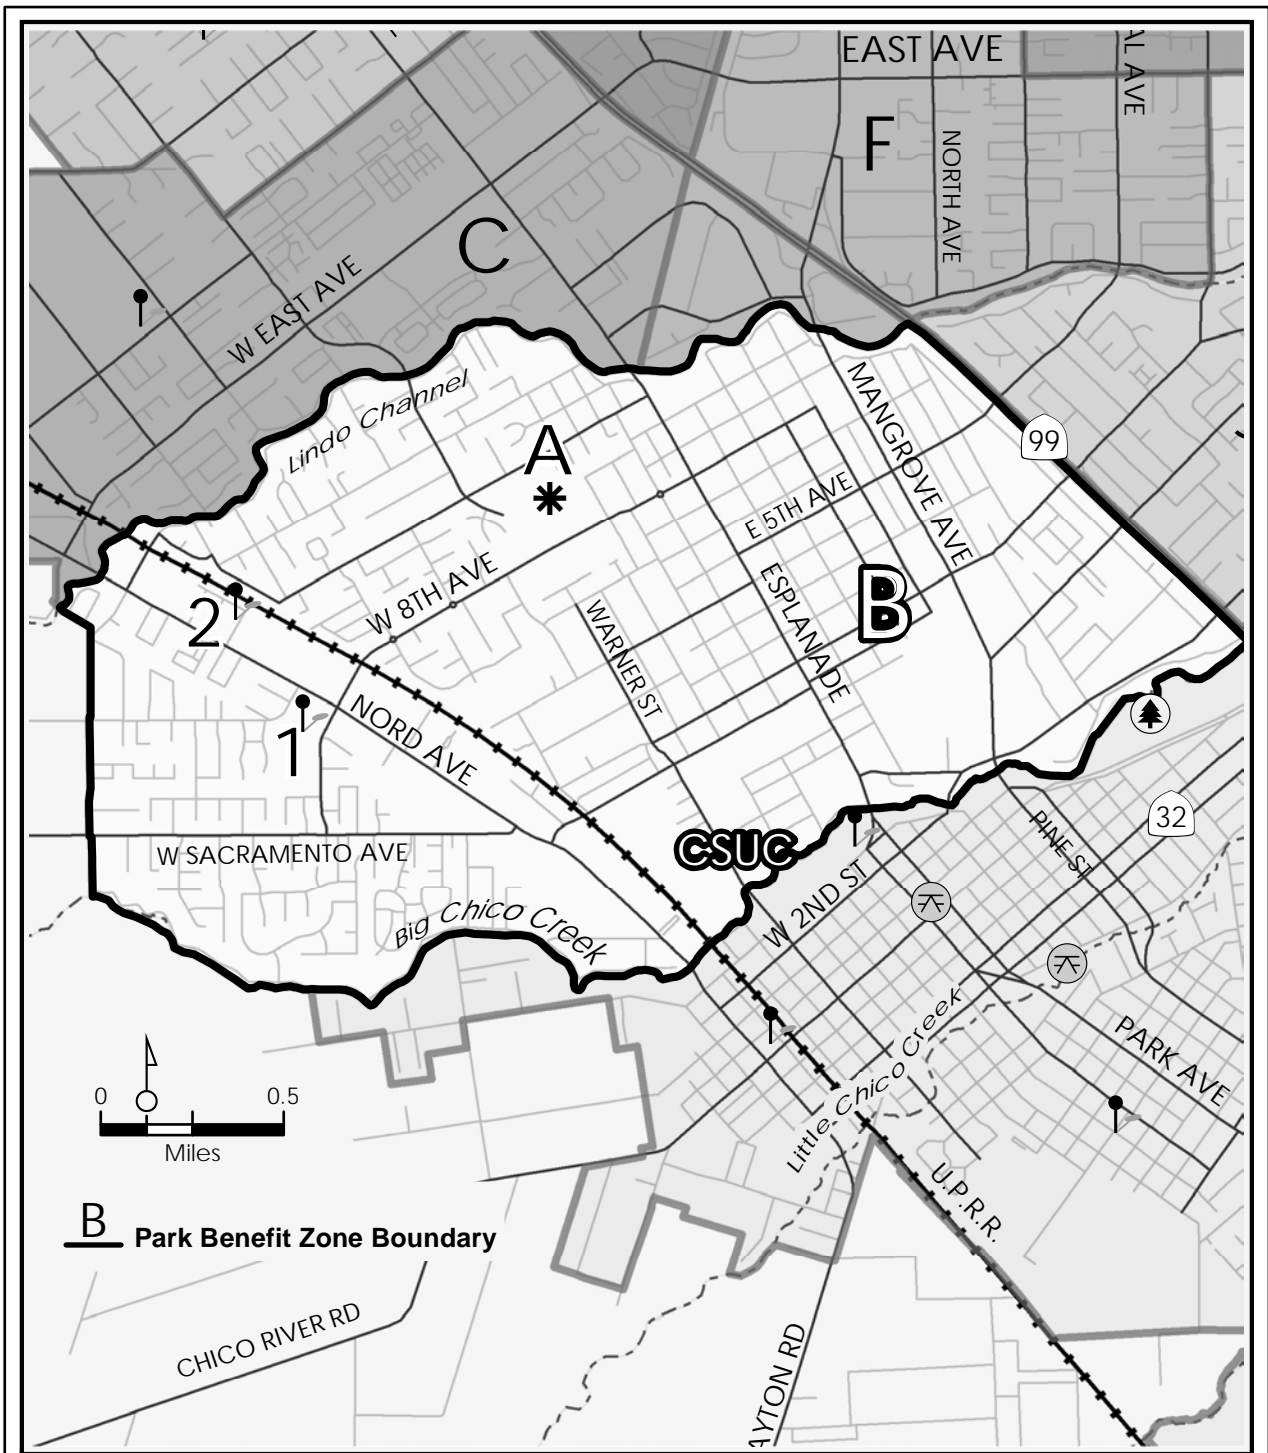 EAST AVE
AL AVE
F
NORTH AVE
C
W EAST AVE
Lindo Channel
MANGROVE AVE
99
A
E 5TH AVE
W 8TH AVE
ESPLANADE
B
2
WARNER ST
NORD AVE
1
32
PINE ST
CSUC
W SACRAMENTO AVE
W 2ND ST
Big Chico Creek
Little Chico Creek
PARK AVE
0 0.5
Miles
U.P.R.R.
B Park Benefit Zone Boundary
CHICO RIVER RD
AYTON RD